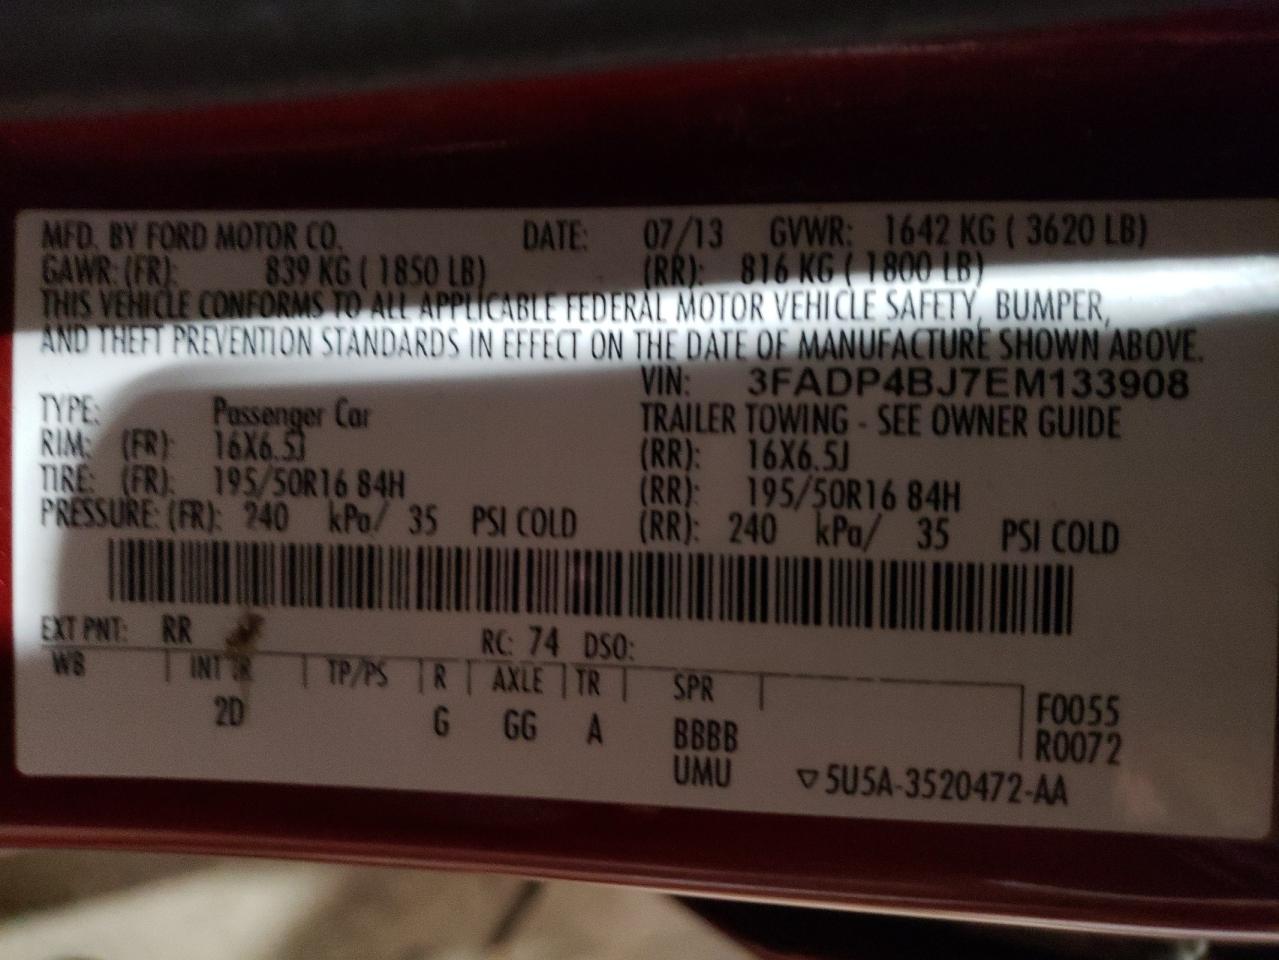 MFD. BY FORD MOTOR CO. DATE: 07/13 GVWR: 1642 KG ( 3620 LB)
GAWR: (FR): 839 KG ( 1850 LB) (RR): 816 KG ( 1800 LB)
THIS VEHICLE CONFORMS TO ALL APPLICABLE FEDERAL MOTOR VEHICLE SAFETY, BUMPER,
AND THEFT PREVENTION STANDARDS IN EFFECT ON THE DATE OF MANUFACTURE SHOWN ABOVE.
VIN: 3FADP4BJ7EM133908
TYPE: Passenger Car TRAILER TOWING - SEE OWNER GUIDE
RIM: (FR): 16X6.5J (RR): 16X6.5J
TIRE: (FR): 195/50R16 84H (RR): 195/50R16 84H
PRESSURE: (FR): 240 kPa/ 35 PSI COLD (RR): 240 kPa/ 35 PSI COLD
EXT PNT: RR RC: 74 DSO:
WB INT TR TP/PS R AXLE TR SPR
2D G GG A BBBB F0055
R0072
UMU ▽5U5A-3520472-AA